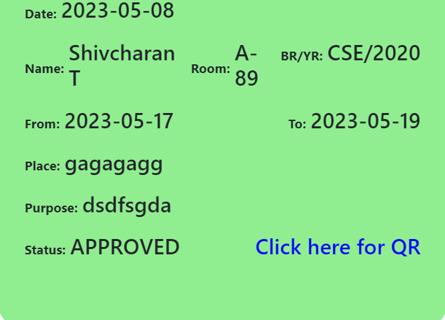 Date: 2023-05-08
Name: Shivcharan T Room: A-89 BR/YR: CSE/2020
From: 2023-05-17 To: 2023-05-19
Place: gagagagg
Purpose: dsdfsgda
Status: APPROVED Click here for QR